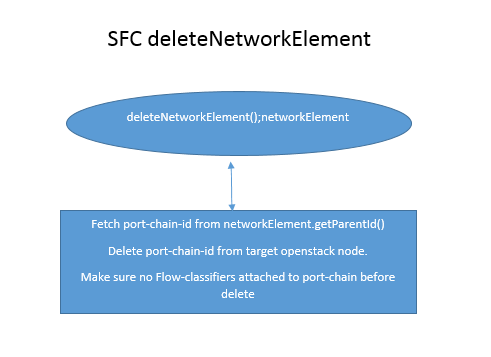 SFC deleteNetworkElement
deleteNetworkElement();networkElement
Fetch port-chain-id from networkElement.getParentId()
Delete port-chain-id from target openstack node.
Make sure no Flow-classifiers attached to port-chain before
delete